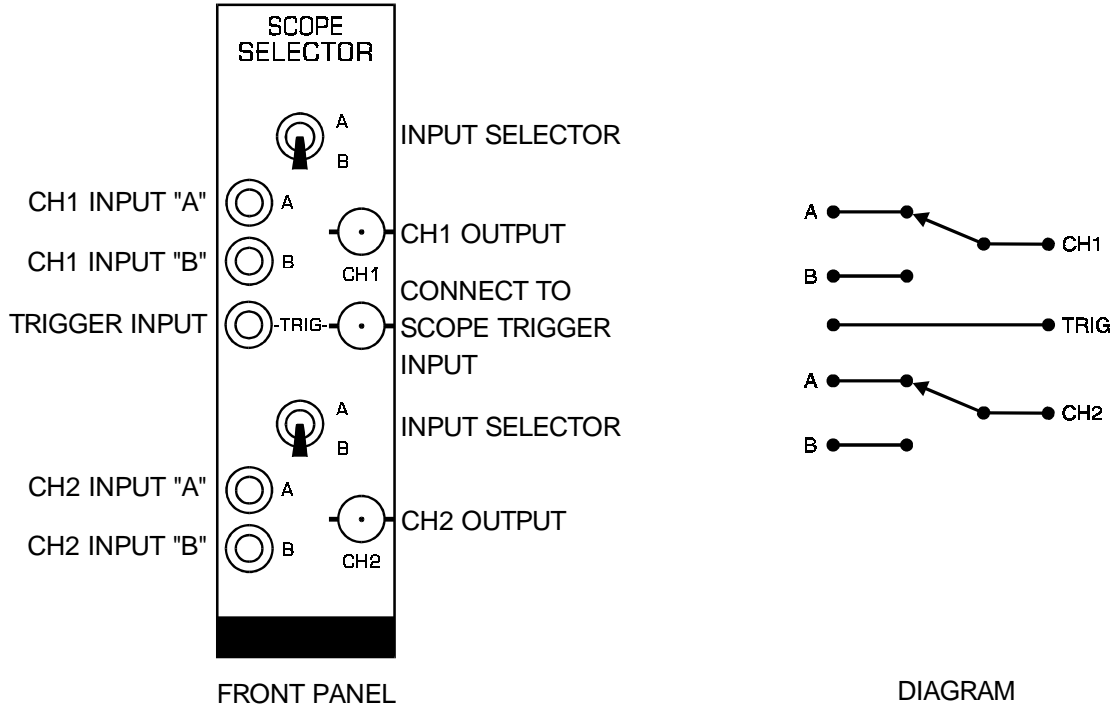 SCOPE
SELECTOR
A
INPUT SELECTOR
B
CH1 INPUT "A"
A
CH1 OUTPUT
CH1 INPUT "B"
B
CH1
CONNECT TO
TRIGGER INPUT
-TRIG-
SCOPE TRIGGER
INPUT
A
INPUT SELECTOR
B
CH2 INPUT "A"
A
CH2 OUTPUT
CH2 INPUT "B"
B
CH2
FRONT PANEL
A
CH1
B
TRIG
A
CH2
B
DIAGRAM